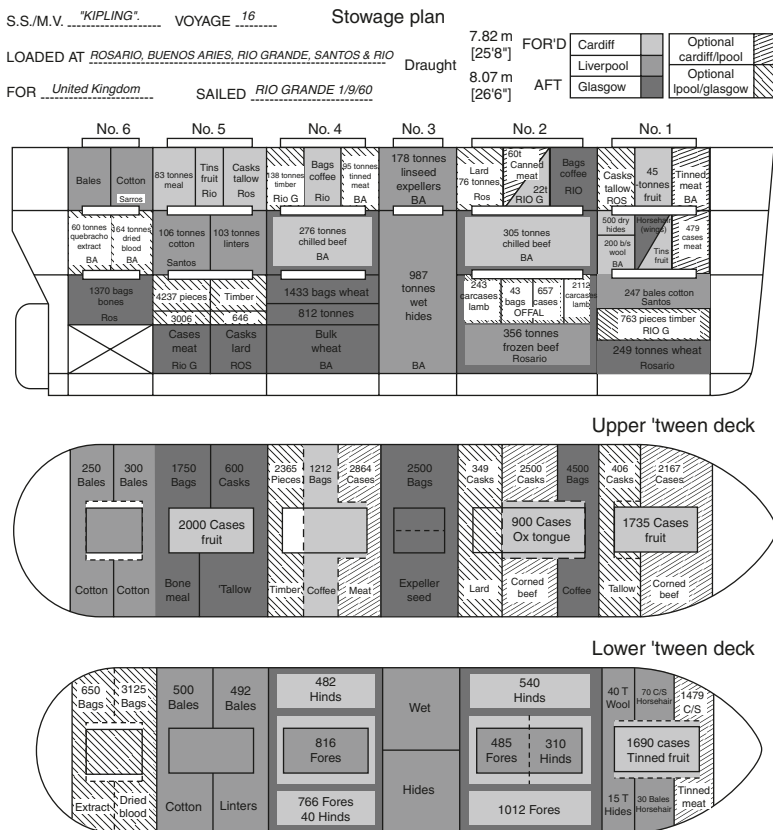 Stowage plan
S.S./M.V. "KIPLING". VOYAGE 16
LOADED AT ROSARIO, BUENOS ARIES, RIO GRANDE, SANTOS & RIO
FOR United Kingdom SAILED RIO GRANDE 1/9/60
Draught
7.82 m [25'8"] FOR'D
8.07 m [26'6"] AFT
Cardiff
Liverpool
Glasgow
Optional cardiff/lpool
Optional lpool/glasgow
No. 6 No. 5 No. 4 No. 3 No. 2 No. 1
Bales
Cotton
Sarros
83 tonnes
meal
Tins
fruit
Rio
Casks
tallow
Ros
138 tonnes
timber
Rio G
Bags
coffee
Rio
95 tonnes
tinned
meat
BA
178 tonnes
linseed
expellers
BA
Lard
76 tonnes
Ros
60t
Canned
meat
22t
RIO G
Bags
coffee
RIO
Casks
tallow
ROS
45
-tonnes
fruit
Tinned
meat
BA
60 tonnes
quebracho
extract
BA
164 tonnes
dried
blood
BA
106 tonnes
cotton
Santos
103 tonnes
linters
276 tonnes
chilled beef
BA
987
tonnes
wet
hides
BA
305 tonnes
chilled beef
BA
500 dry
hides
200 b/s
wool
BA
Horsehair
(wings)
Tins
fruit
479
cases
meat
1370 bags
bones
Ros
4237 pieces
3006
Timber
646
Cases
meat
Rio G
Casks
lard
ROS
1433 bags wheat
812 tonnes
Bulk
wheat
BA
243
carcases
lamb
43
bags
657
cases
OFFAL
2112
carcastes
lamb
356 tonnes
frozen beef
Rosario
247 bales cotton
Santos
763 pieces timber
RIO G
249 tonnes wheat
Rosario
Upper 'tween deck
250
Bales
300
Bales
1750
Bags
600
Casks
2365
Pieces
1212
Bags
2864
Cases
2500
Bags
349
Casks
2500
Cases
4500
Bags
406
Casks
2167
Cases
2000 Cases
fruit
900 Cases
Ox tongue
1735 Cases
fruit
Cotton
Cotton
Bone
meal
'Tallow
Timber
Coffee
Meat
Expeller
seed
Lard
Corned
beef
Coffee
Tallow
Corned
beef
Lower 'tween deck
650
Bags
3125
Bags
500
Bales
492
Bales
482
Hinds
Wet
540
Hinds
40 T
Wool
70 C/S
Horsehair
1479
C/S
816
Fores
485
Fores
310
Hinds
1690 cases
Tinned fruit
Extract
Dried
blood
Cotton
Linters
766 Fores
40 Hinds
Hides
1012 Fores
15 T
Hides
30 Bales
Horsehair
Tinned
meat